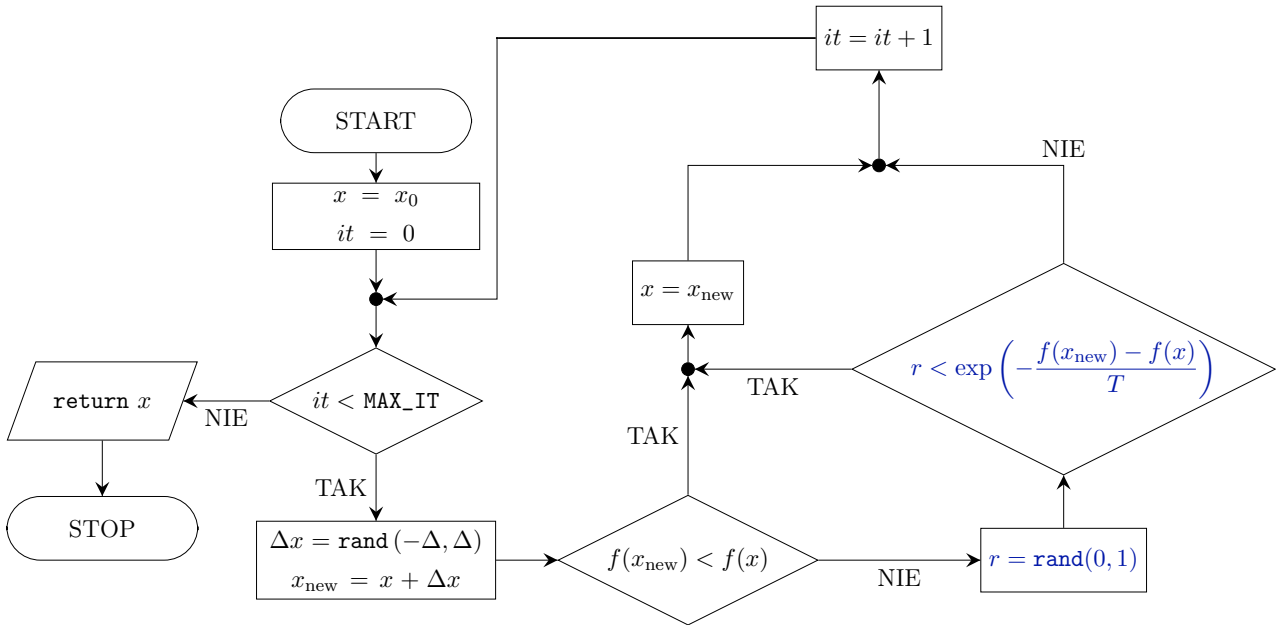 it = it + 1
START
x = x₀
it = 0
NIE
x = x_new
r < exp(−(f(x_new) − f(x))/T)
TAK
return x
NIE
it < MAX_IT
TAK
TAK
STOP
Δx = rand(−Δ, Δ)
x_new = x + Δx
f(x_new) < f(x)
NIE
r = rand(0, 1)